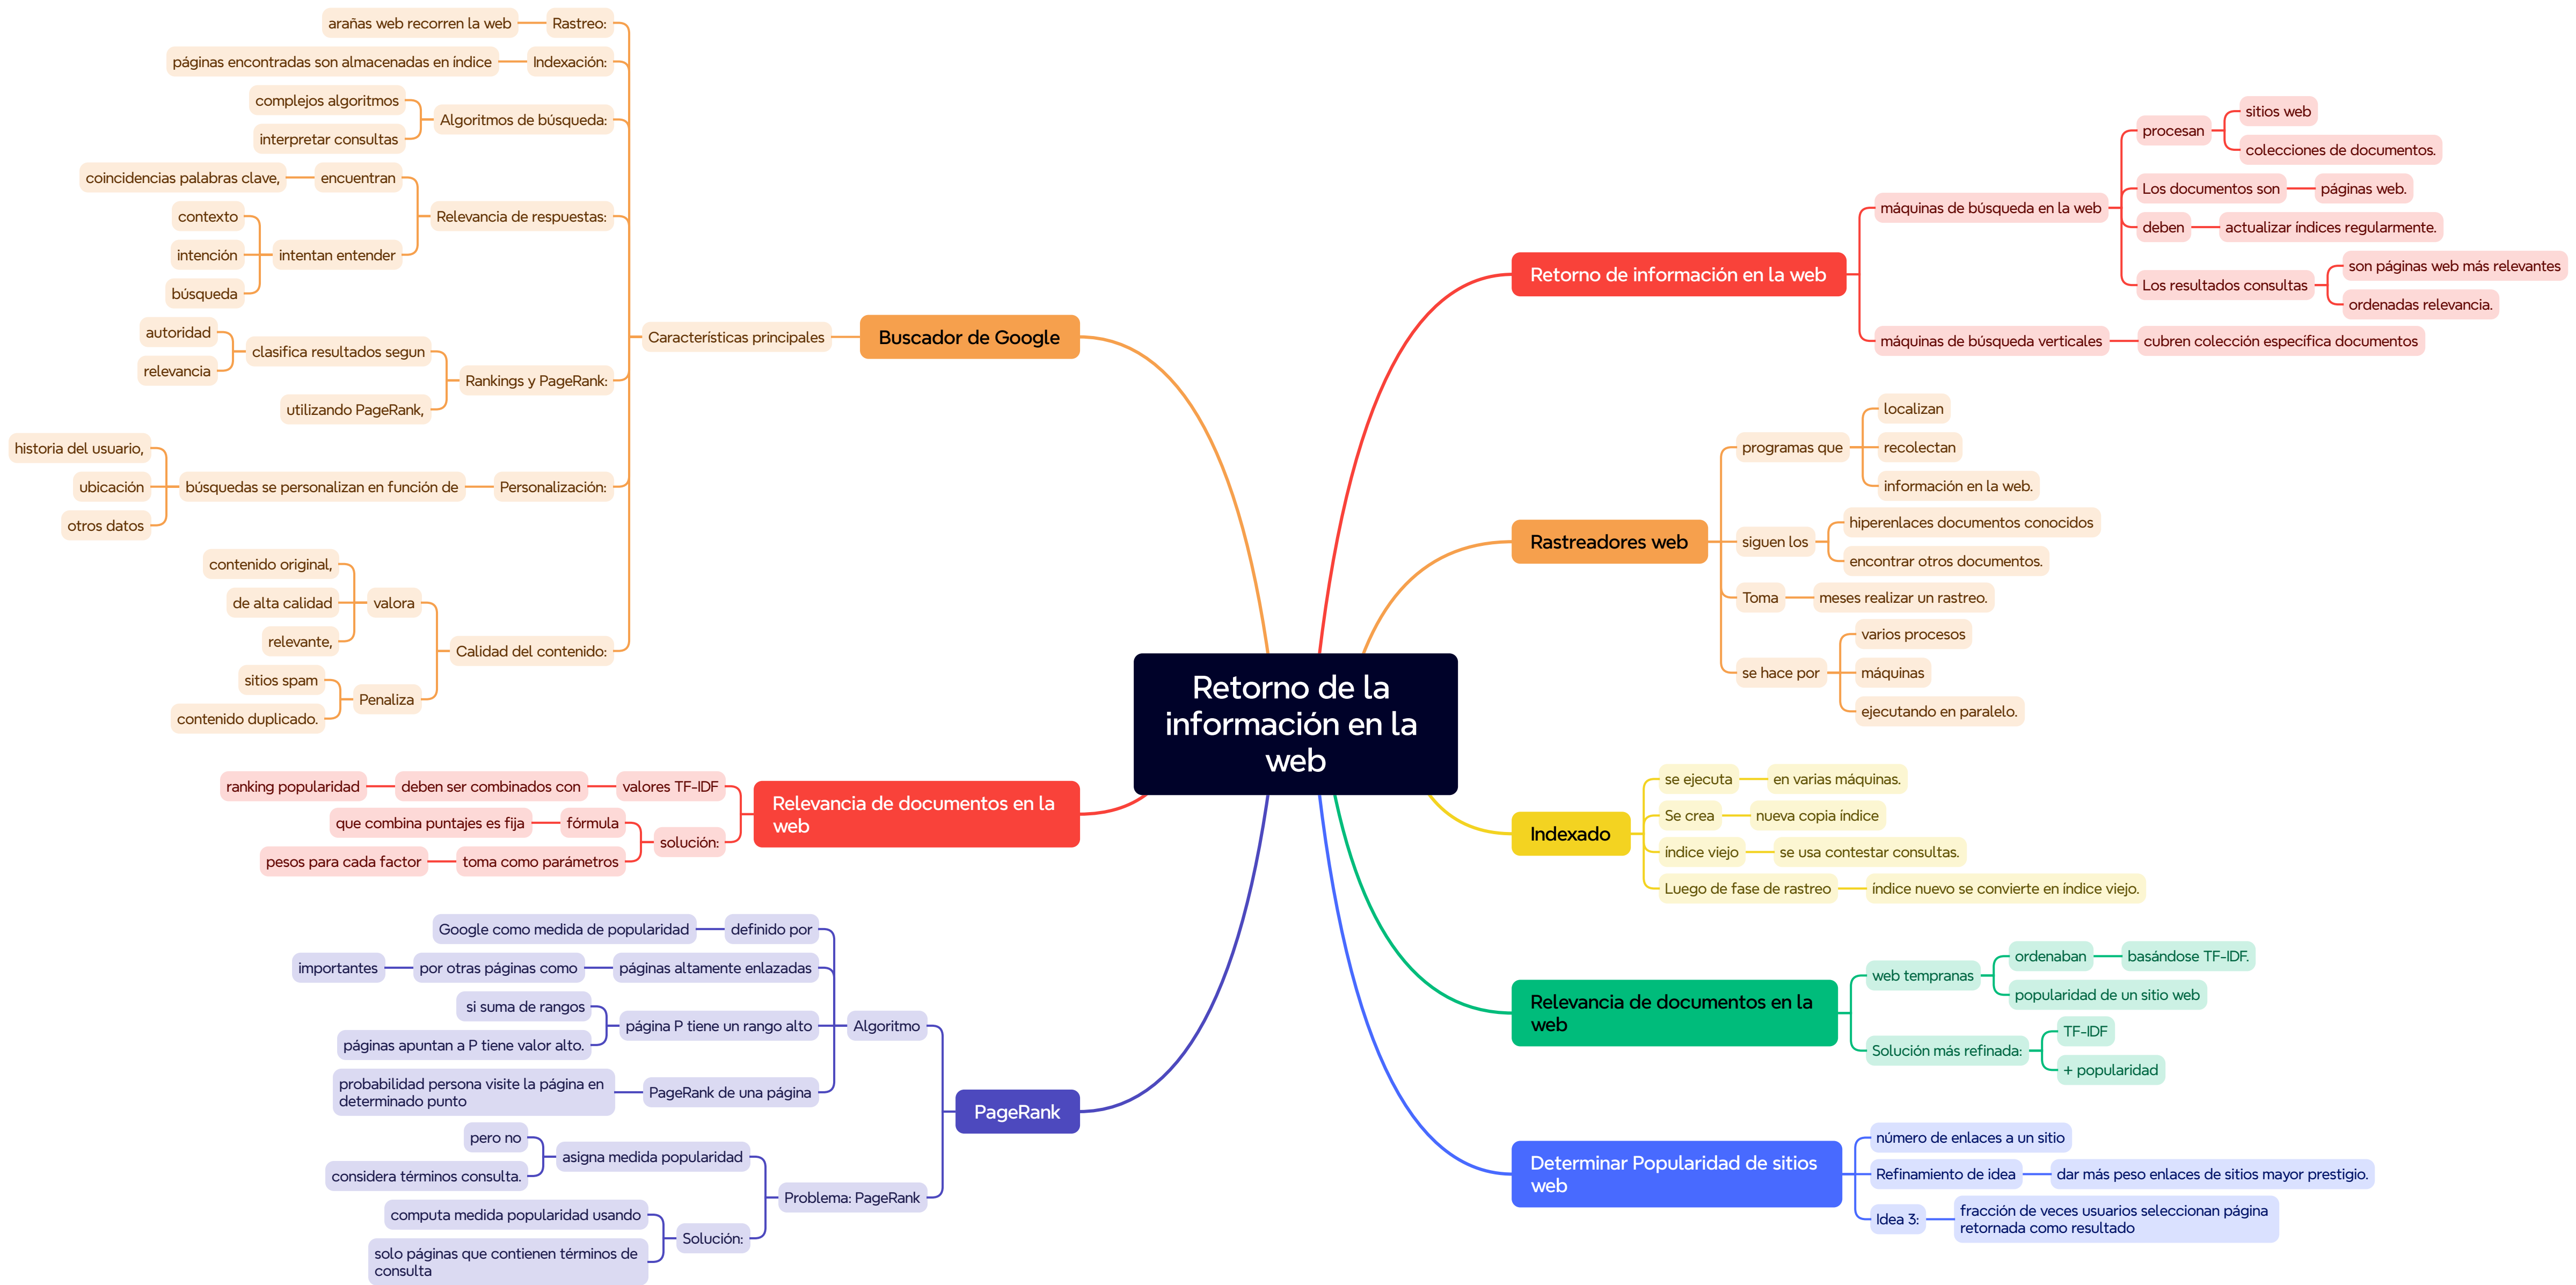 Retorno de la
información en la
web
Retorno de información en la web
máquinas de búsqueda en la web
procesan
sitios web
colecciones de documentos.
Los documentos son
páginas web.
deben
actualizar índices regularmente.
Los resultados consultas
son páginas web más relevantes
ordenadas relevancia.
máquinas de búsqueda verticales
cubren colección específica documentos
Rastreadores web
programas que
localizan
recolectan
información en la web.
siguen los
hiperenlaces documentos conocidos
encontrar otros documentos.
Toma
meses realizar un rastreo.
se hace por
varios procesos
máquinas
ejecutando en paralelo.
Indexado
se ejecuta
en varias máquinas.
Se crea
nueva copia índice
índice viejo
se usa contestar consultas.
Luego de fase de rastreo
indice nuevo se convierte en índice viejo.
Relevancia de documentos en la
web
web tempranas
ordenaban
basándose TF-IDF.
popularidad de un sitio web
Solución más refinada:
TF-IDF
+ popularidad
Determinar Popularidad de sitios
web
número de enlaces a un sitio
Refinamiento de idea
dar más peso enlaces de sitios mayor prestigio.
Idea 3:
fracción de veces usuarios seleccionan página
retornada como resultado
Buscador de Google
Características principales
Rastreo:
arañas web recorren la web
Indexación:
páginas encontradas son almacenadas en índice
Algoritmos de búsqueda:
complejos algoritmos
interpretar consultas
Relevancia de respuestas:
encuentran
coincidencias palabras clave,
intentan entender
contexto
intención
búsqueda
Rankings y PageRank:
clasifica resultados segun
autoridad
relevancia
utilizando PageRank,
Personalización:
búsquedas se personalizan en función de
historia del usuario,
ubicación
otros datos
Calidad del contenido:
valora
contenido original,
de alta calidad
relevante,
Penaliza
sitios spam
contenido duplicado.
Relevancia de documentos en la
web
valores TF-IDF
deben ser combinados con
ranking popularidad
solución:
fórmula
que combina puntajes es fija
toma como parámetros
pesos para cada factor
PageRank
Algoritmo
definido por
Google como medida de popularidad
páginas altamente enlazadas
por otras páginas como
importantes
página P tiene un rango alto
si suma de rangos
páginas apuntan a P tiene valor alto.
PageRank de una página
probabilidad persona visite la página en
determinado punto
Problema: PageRank
asigna medida popularidad
pero no
considera términos consulta.
Solución:
computa medida popularidad usando
solo páginas que contienen términos de
consulta